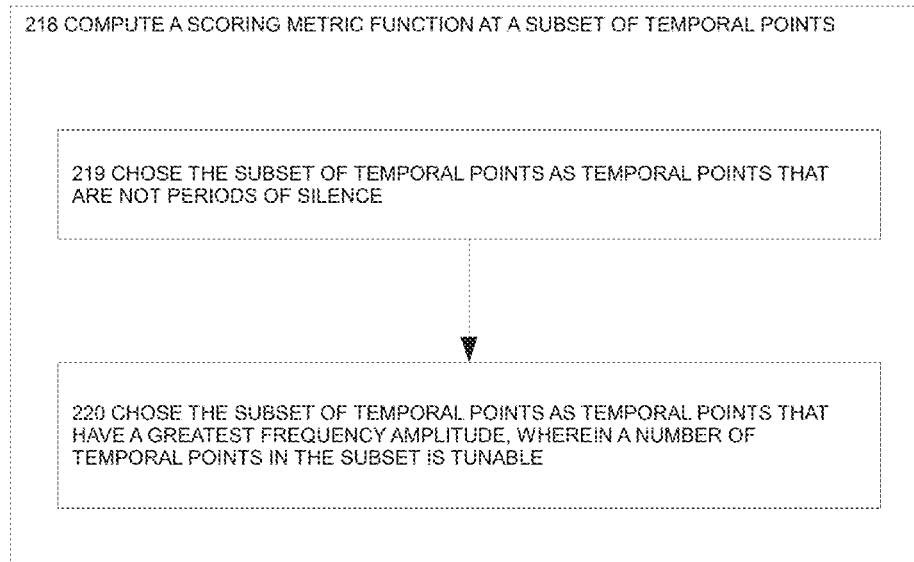 218 COMPUTE A SCORING METRIC FUNCTION AT A SUBSET OF TEMPORAL POINTS
219 CHOSE THE SUBSET OF TEMPORAL POINTS AS TEMPORAL POINTS THAT
ARE NOT PERIODS OF SILENCE
220 CHOSE THE SUBSET OF TEMPORAL POINTS AS TEMPORAL POINTS THAT
HAVE A GREATEST FREQUENCY AMPLITUDE, WHEREIN A NUMBER OF
TEMPORAL POINTS IN THE SUBSET IS TUNABLE